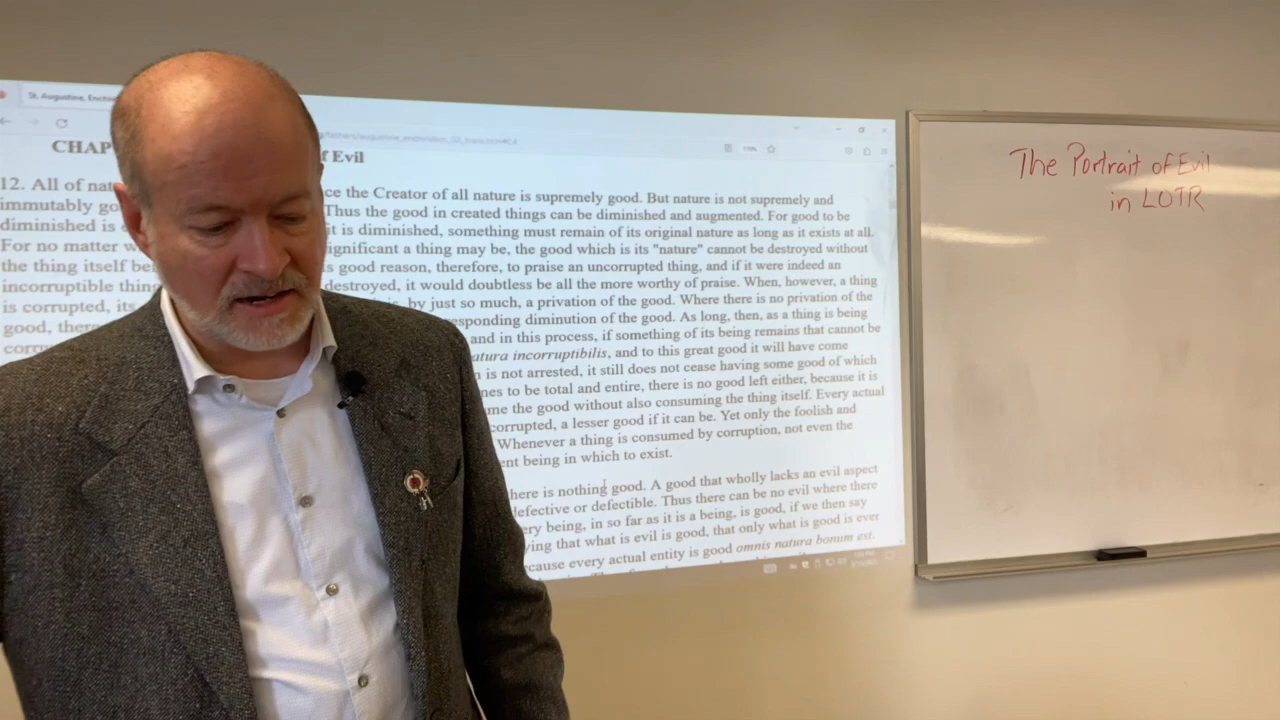 St. Augustine,
CHAP
f Evil
12. All of nat
ce the Creator of all nature is supremely good. But nature is not supremely and
immutably go
Thus the good in created things can be diminished and augmented. For good to be
diminished is
it is diminished, something must remain of its original nature as long as it exists at all.
For no matter w
ignificant a thing may be, the good which is its "nature" cannot be destroyed without
the thing itself bei
is good reason, therefore, to praise an uncorrupted thing, and if it were indeed an
incorruptible thing
destroyed, it would doubtless be all the more worthy of praise. When, however, a thing
is corrupted, its
by just so much, a privation of the good. Where there is no privation of the
good, there
sponding diminution of the good. As long, then, as a thing is being
and in this process, if something of its being remains that cannot be
atura incorruptibilis, and to this great good it will have come
n is not arrested, it still does not cease having some good of which
nes to be total and entire, there is no good left either, because it is
me the good without also consuming the thing itself. Every actual
corrupted, a lesser good if it can be. Yet only the foolish and
Whenever a thing is consumed by corruption, not even the
nt being in which to exist.
here is nothing good. A good that wholly lacks an evil aspect
defective or defectible. Thus there can be no evil where there
ery being, in so far as it is a being, is good, if we then say
ying that what is evil is good, that only what is good is ever
cause every actual entity is good omnis natura bonum est.
The Portrait of Evil
in LOTR